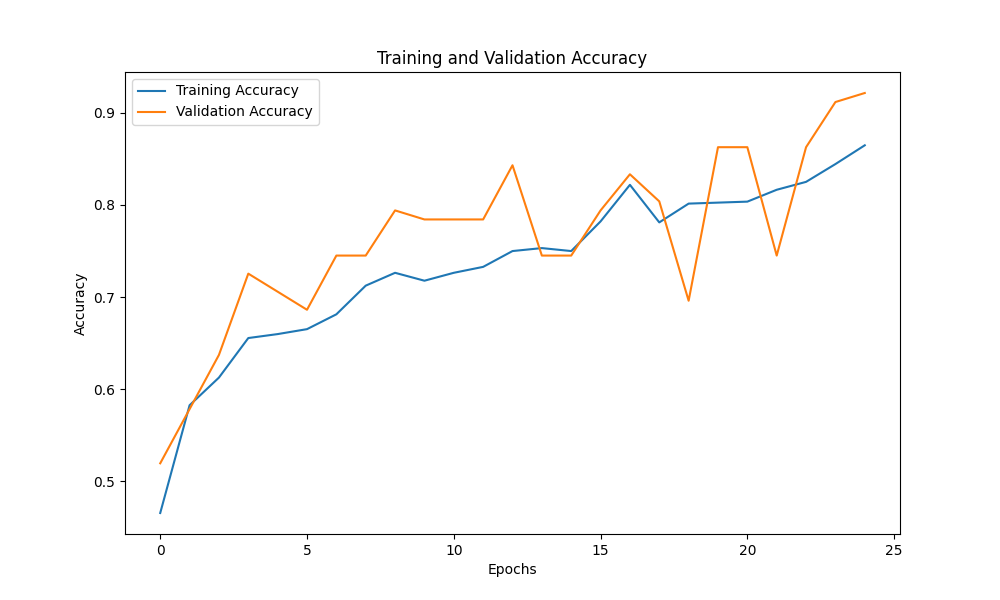 Training and Validation Accuracy
Training Accuracy
Validation Accuracy
0.9
0.8
0.7
0.6
0.5
Accuracy
0 5 10 15 20 25
Epochs